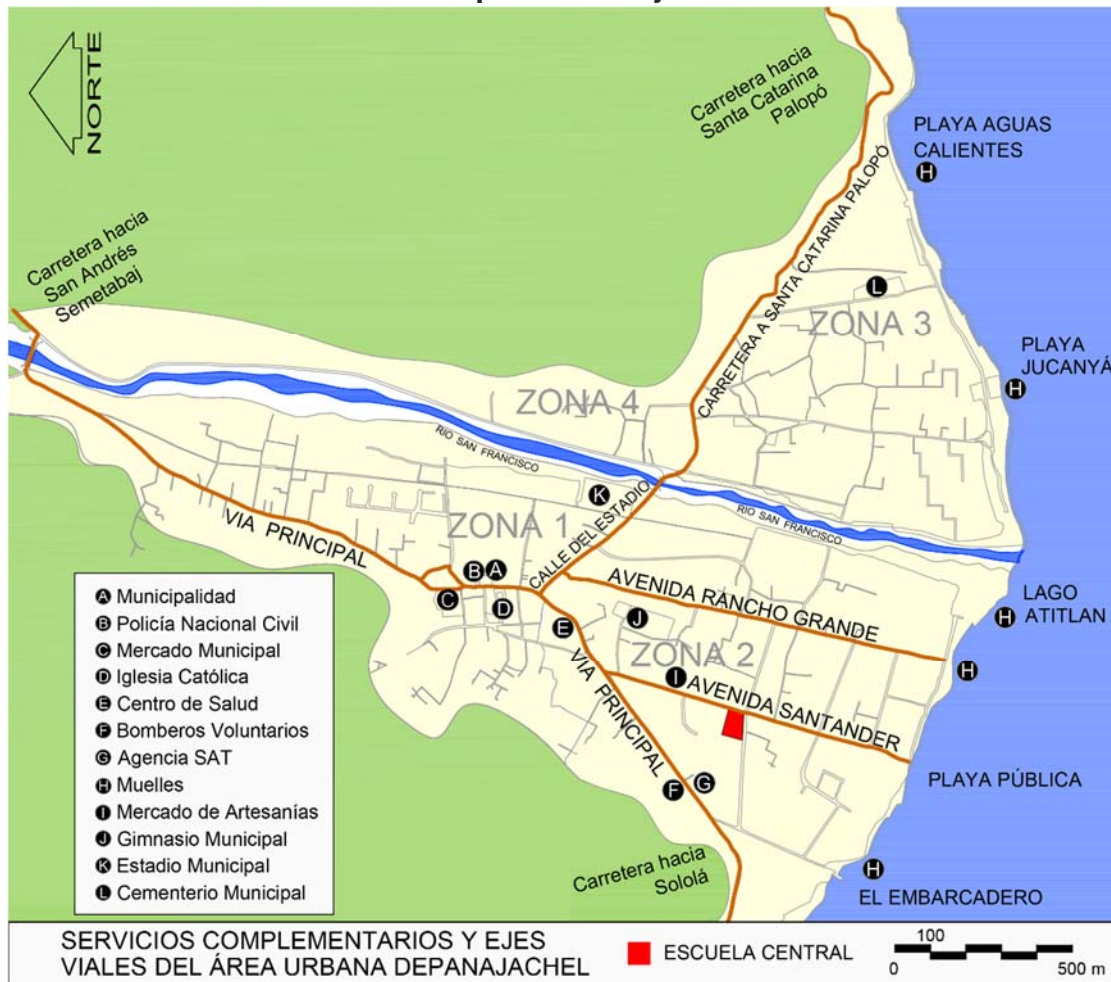 NORTE
Carretera hacia
Santa Catarina
Palopó
PLAYA AGUAS
CALIENTES
H
Carretera hacia
San Andrés
Semetabaj
CARRETERA A SANTA CATARINA PALOPÓ
L
ZONA 3
PLAYA
JUCANYÁ
H
ZONA 4
RIO SAN FRANCISCO
K
RIO SAN FRANCISCO
VIA PRINCIPAL
ZONA 1
CALLE DEL ESTADIO
B
A
C
D
E
J
AVENIDA RANCHO GRANDE
LAGO
ATITLAN
H
H
ZONA 2
I
AVENIDA SANTANDER
VIA PRINCIPAL
F
G
PLAYA PÚBLICA
Carretera hacia
Sololá
H
EL EMBARCADERO
A Municipalidad
B Policía Nacional Civil
C Mercado Municipal
D Iglesia Católica
E Centro de Salud
F Bomberos Voluntarios
G Agencia SAT
H Muelles
I Mercado de Artesanías
J Gimnasio Municipal
K Estadio Municipal
L Cementerio Municipal
SERVICIOS COMPLEMENTARIOS Y EJES
VIALES DEL ÁREA URBANA DEPANAJACHEL
ESCUELA CENTRAL
100
0 500 m